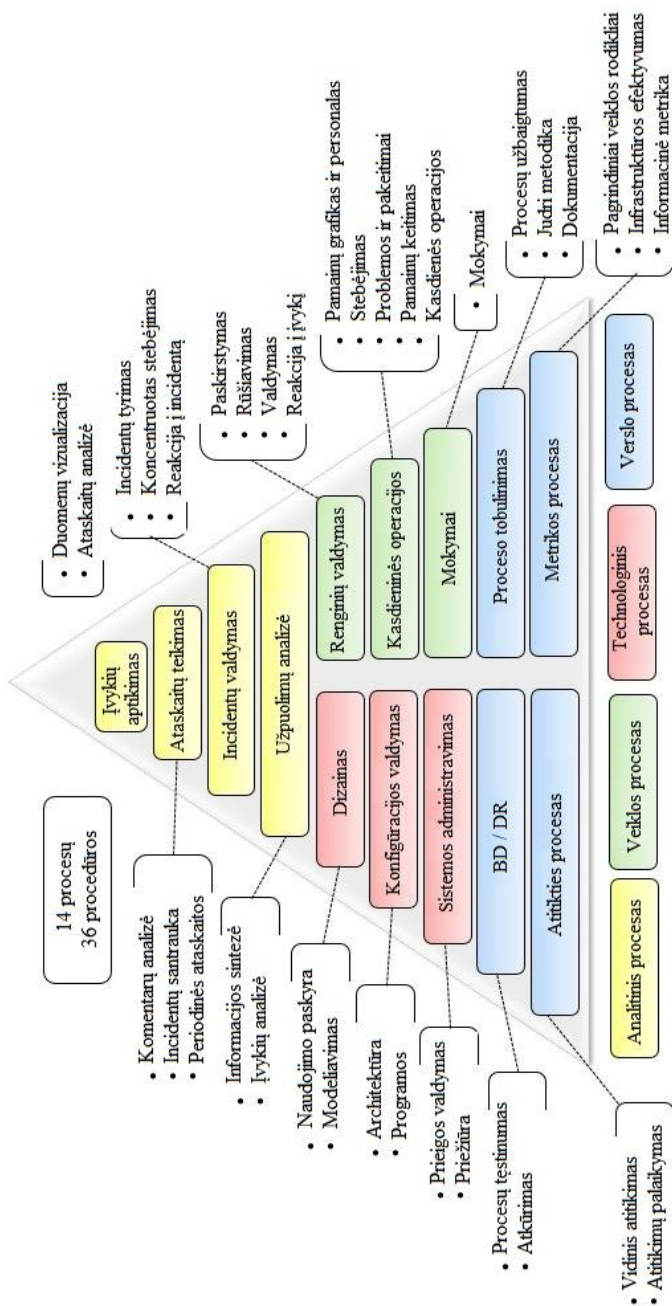 14 procesų
36 procedūros
• Duomenų vizualizacija
• Ataskaitų analizė
Įvykių
aptikimas
• Komentarų analizė
• Incidentų santrauka
• Periodinės ataskaitos
Ataskaitų teikimas
• Incidentų tyrimas
• Koncentruotas stebėjimas
• Reakcija į incidentą
Incidentų valdymas
• Informacijos sintezė
• Įvykių analizė
Užpuolimų analizė
• Paskirstymas
• Rūšiavimas
• Valdymas
• Reakcija į įvykį
• Naudojimo paskyra
• Modeliavimas
Dizainas
Renginių valdymas
• Pamainų grafikas ir personalas
• Stebėjimas
• Problemos ir pakeitimai
• Pamainų keitimas
• Kasdienės operacijos
• Architektūra
• Programos
Konfigūracijos valdymas
Kasdieninės operacijos
• Prieigos valdymas
• Priežiūra
Sistemos administravimas
Mokymai
• Mokymai
• Procesų tęstinumas
• Atkūrimas
BD / DR
Proceso tobulinimas
• Procesų užbaigtumas
• Judri metodika
• Dokumentacija
Atitikties procesas
Metrikos procesas
• Vidinis atitikimas
• Atitikimų palaikymas
• Pagrindiniai veiklos rodikliai
• Infrastruktūros efektyvumas
• Informacinė metrika
Analitinis procesas
Veiklos procesas
Technologinis
procesas
Verslo procesas